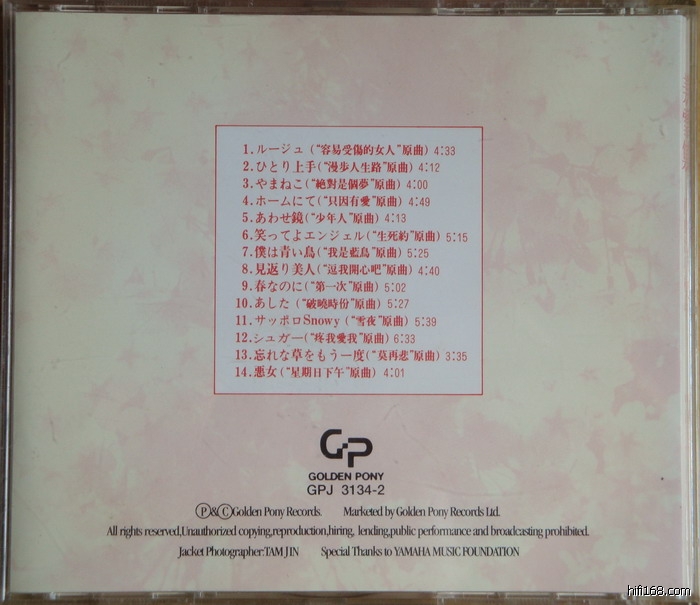 1.ルージュ(“容易受傷的女人”原曲) 4:33
2.ひとり上手(“漫步人生路”原曲) 4:12
3.やまねこ(“絕對是個夢”原曲) 4:00
4.ホームにて(“只因有愛”原曲) 4:49
5.あわせ鏡(“少年人”原曲) 4:13
6.笑ってよエンジェル(“生死約”原曲) 5:15
7.僕は青い鳥(“我是藍鳥”原曲) 5:25
8.見返り美人(“逗我開心吧”原曲) 4:40
9.春なのに(“第一次”原曲) 5:02
10.あした(“破曉時份”原曲) 5:27
11.サッポロSnowy(“雪夜”原曲) 5:39
12.シュガー(“疼我愛我”原曲) 6:33
13.忘れな草をもう一度(“莫再悲”原曲) 3:35
14.悪女(“星期日下午”原曲) 4:01
GP
GOLDEN PONY
GPJ 3134-2
Ⓟ&ⒸGolden Pony Records. Marketed by Golden Pony Records Ltd.
All rights reserved,Unauthorized copying,reproduction,hiring, lending,public performance and broadcasting prohibited.
Jacket Photographer:TAM JIN Special Thanks to YAMAHA MUSIC FOUNDATION
hifi168.com